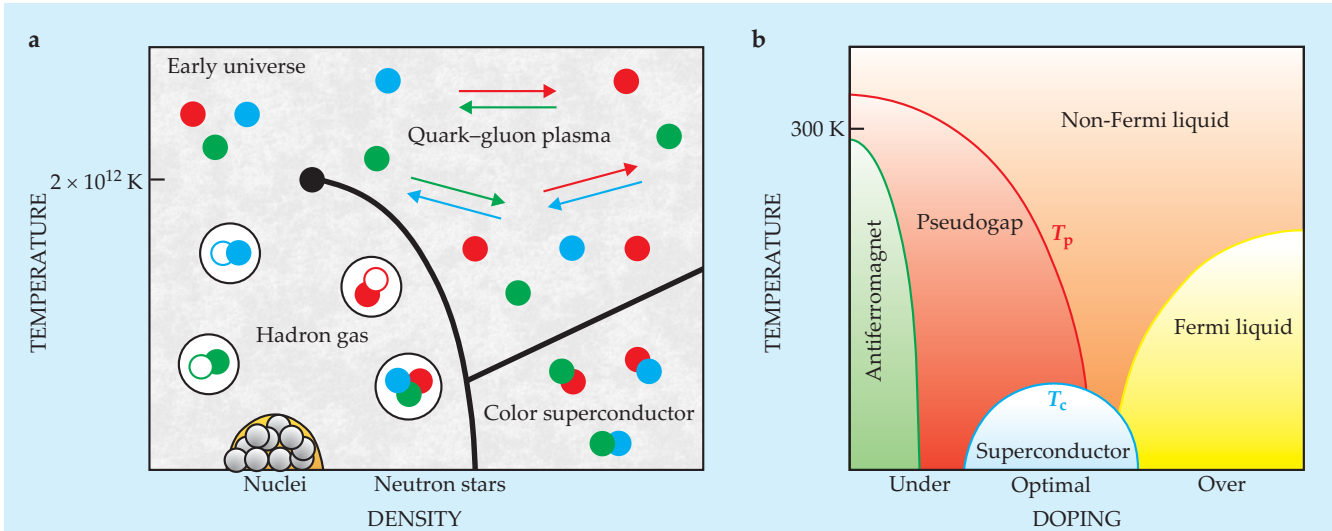 a
Early universe
Quark–gluon plasma
2 × 10¹² K
TEMPERATURE
Hadron gas
Color superconductor
Nuclei
Neutron stars
DENSITY
b
300 K
Non-Fermi liquid
TEMPERATURE
Antiferromagnet
Pseudogap
Tp
Fermi liquid
Tc
Superconductor
Under
Optimal
Over
DOPING